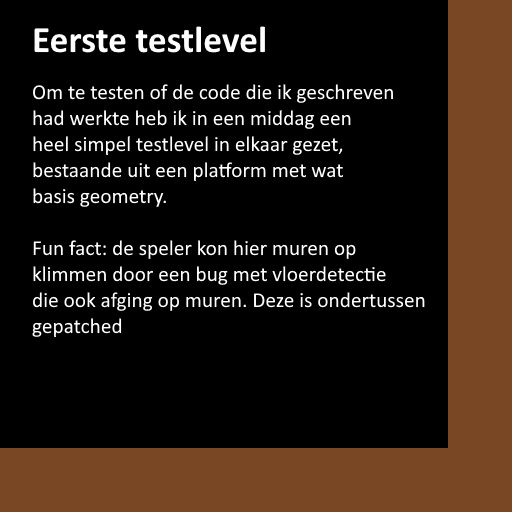 Eerste testlevel
Om te testen of de code die ik geschreven
had werkte heb ik in een middag een
heel simpel testlevel in elkaar gezet,
bestaande uit een platform met wat
basis geometry.
Fun fact: de speler kon hier muren op
klimmen door een bug met vloerdetectie
die ook afging op muren. Deze is ondertussen
gepatched